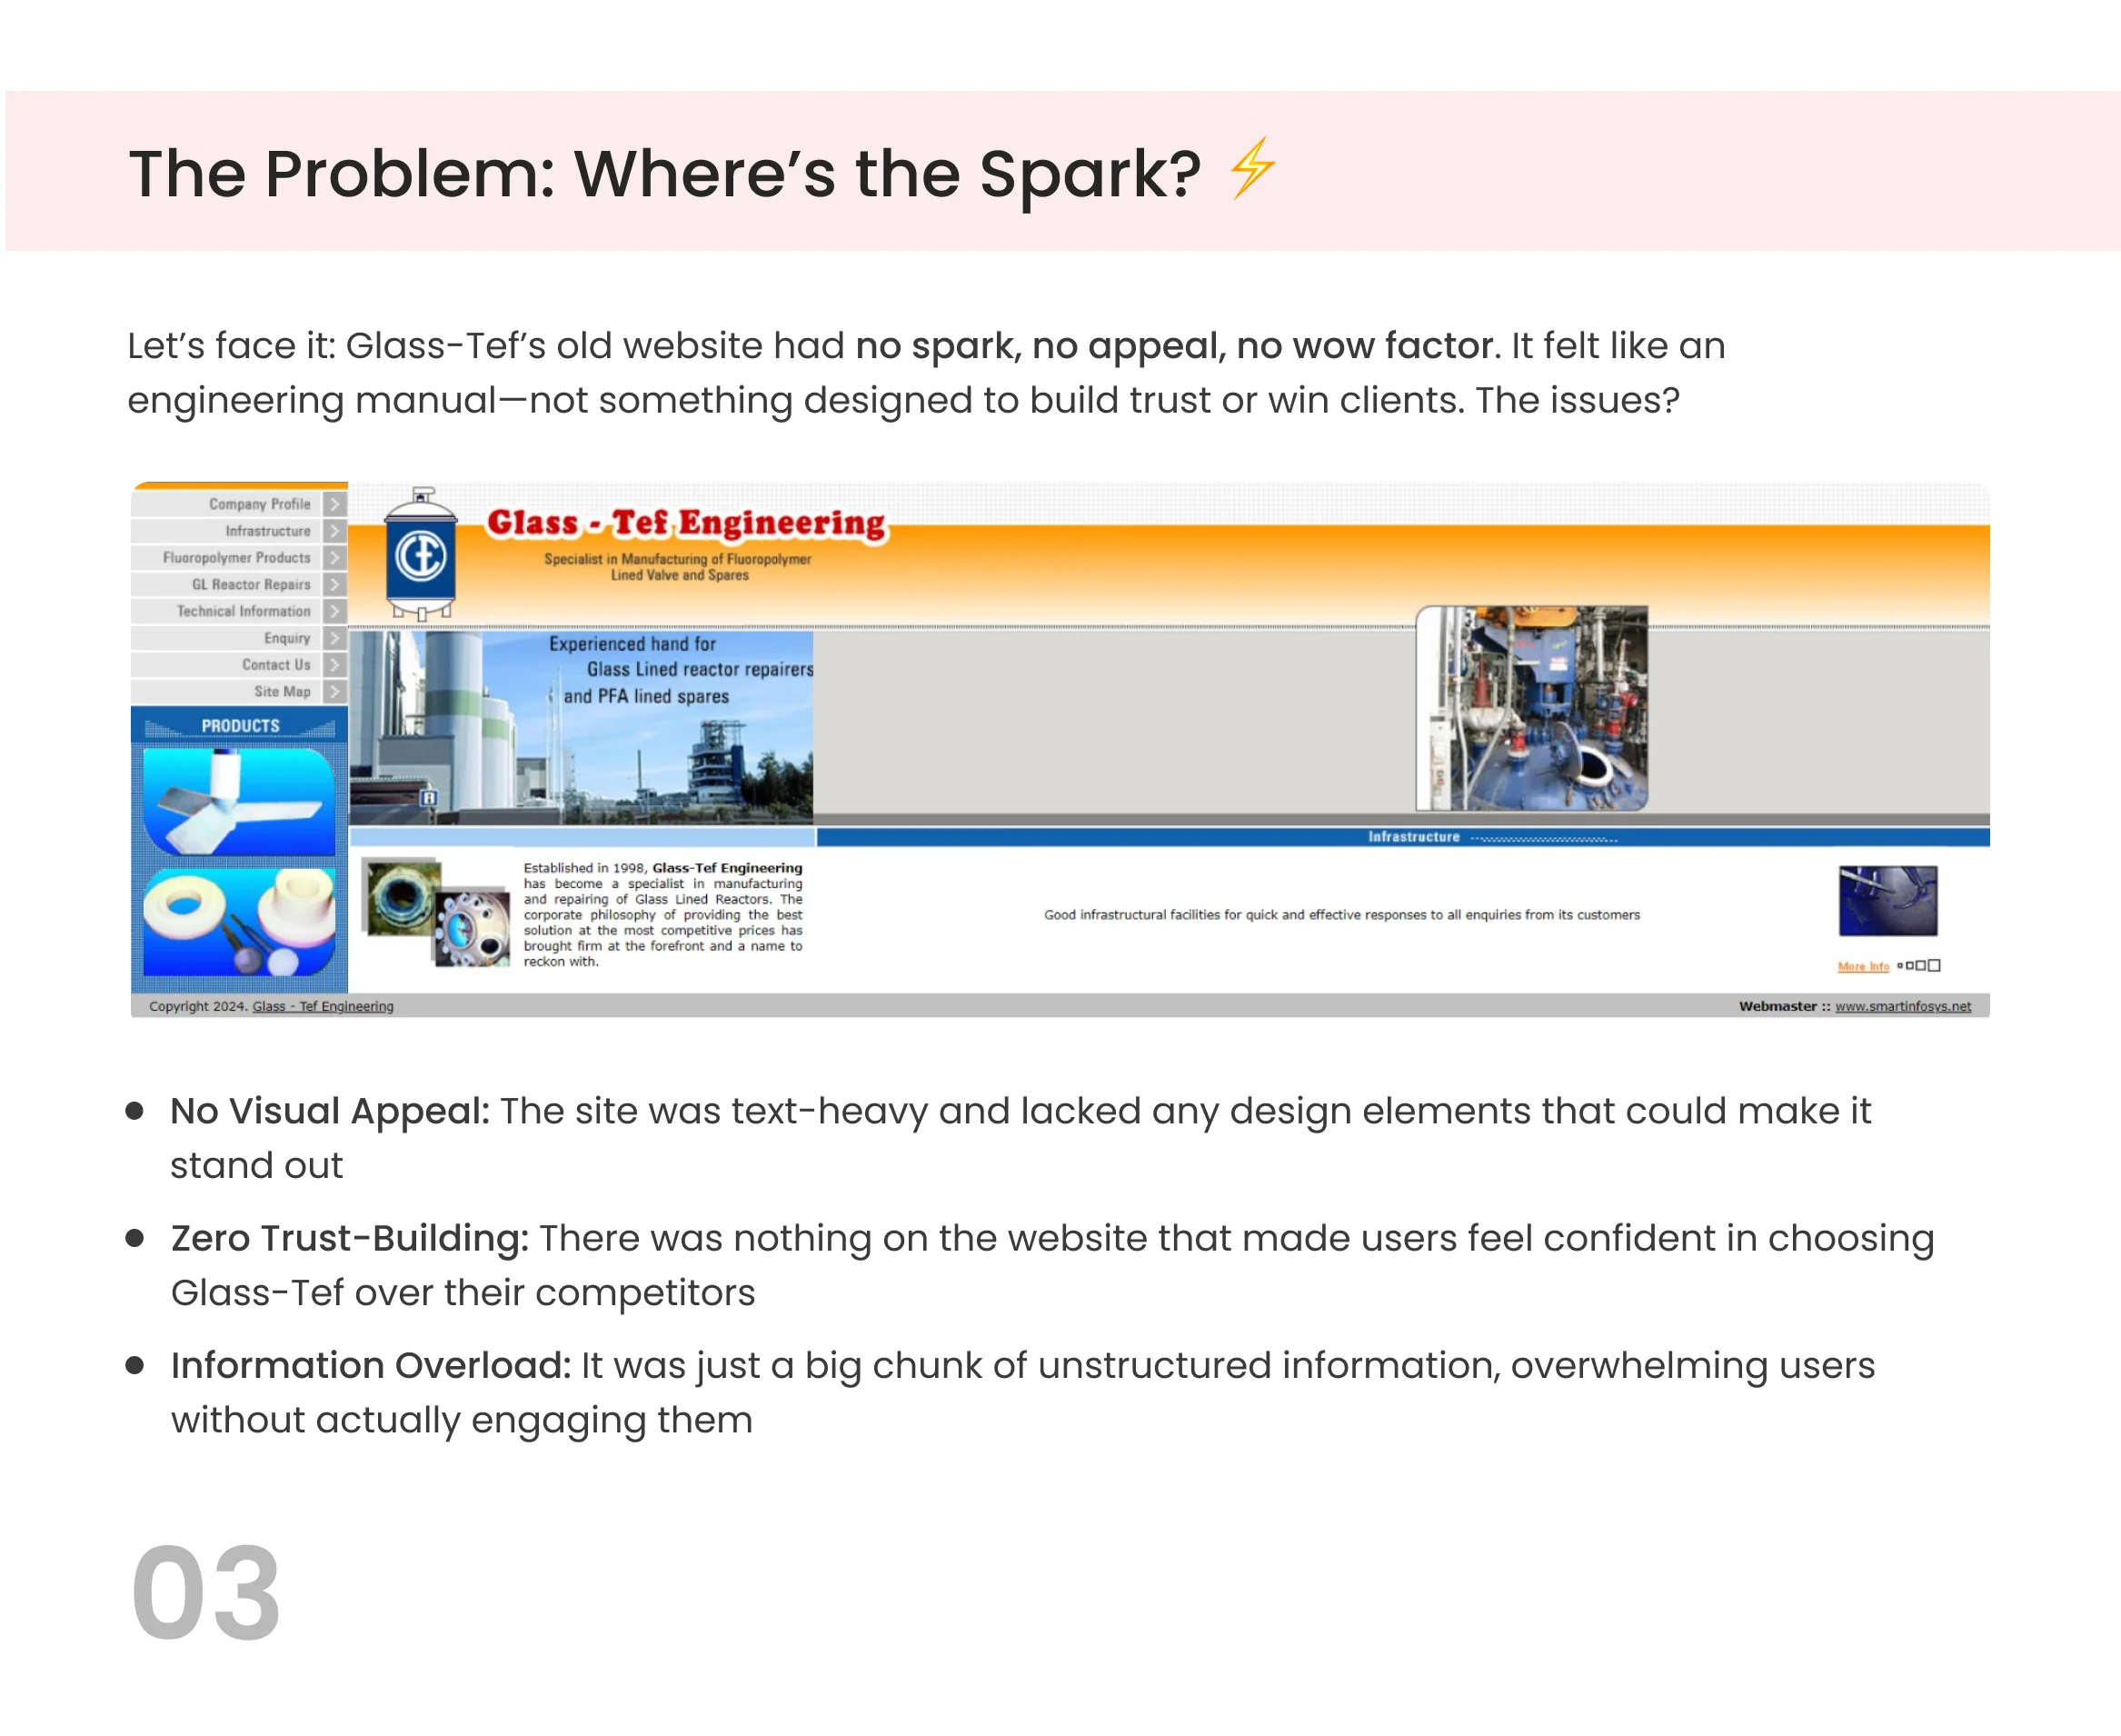 The Problem: Where’s the Spark? ⚡
Let’s face it: Glass-Tef’s old website had no spark, no appeal, no wow factor. It felt like an
engineering manual—not something designed to build trust or win clients. The issues?
Company Profile
Infrastructure
Fluoropolymer Products
GL Reactor Repairs
Technical Information
Enquiry
Contact Us
Site Map
PRODUCTS
Glass - Tef Engineering
Specialist in Manufacturing of Fluoropolymer
Lined Valve and Spares
Experienced hand for
Glass Lined reactor repairers
and PFA lined spares
Infrastructure
Established in 1998, Glass-Tef Engineering
has become a specialist in manufacturing
and repairing of Glass Lined Reactors. The
corporate philosophy of providing the best
solution at the most competitive prices has
brought firm at the forefront and a name to
reckon with.
Good infrastructural facilities for quick and effective responses to all enquiries from its customers
More Info
Copyright 2024. Glass - Tef Engineering
Webmaster :: www.smartinfosys.net
● No Visual Appeal: The site was text-heavy and lacked any design elements that could make it
stand out
● Zero Trust-Building: There was nothing on the website that made users feel confident in choosing
Glass-Tef over their competitors
● Information Overload: It was just a big chunk of unstructured information, overwhelming users
without actually engaging them
03